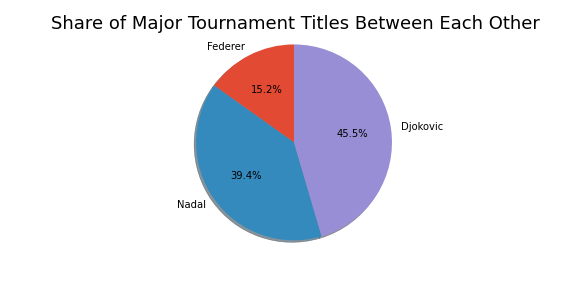 Share of Major Tournament Titles Between Each Other
Federer
15.2%
Djokovic
45.5%
39.4%
Nadal